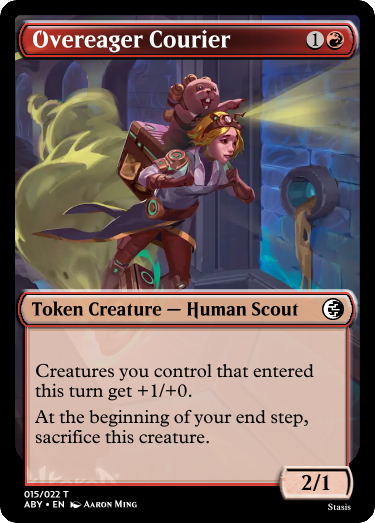 Overeager Courier 1
Token Creature — Human Scout
Creatures you control that entered
this turn get +1/+0.
At the beginning of your end step,
sacrifice this creature.
2/1
015/022 T
ABY • EN Aaron Ming
Stasis